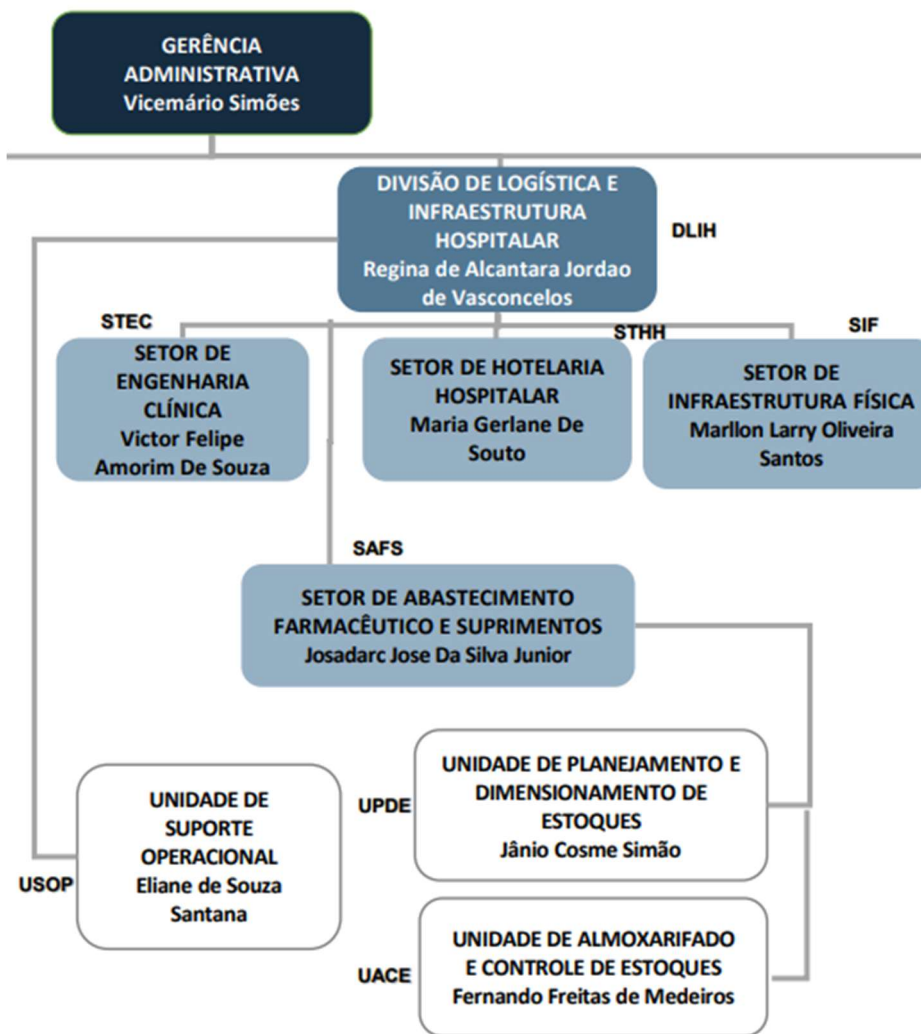 GERÊNCIA
ADMINISTRATIVA
Vicemário Simões
DIVISÃO DE LOGÍSTICA E
INFRAESTRUTURA
HOSPITALAR
Regina de Alcantara Jordao
de Vasconcelos
DLIH
STEC
SETOR DE
ENGENHARIA
CLÍNICA
Victor Felipe
Amorim De Souza
STHH
SETOR DE HOTELARIA
HOSPITALAR
Maria Gerlane De
Souto
SIF
SETOR DE
INFRAESTRUTURA FÍSICA
Marllon Larry Oliveira
Santos
SAFS
SETOR DE ABASTECIMENTO
FARMACÊUTICO E SUPRIMENTOS
Josadarc Jose Da Silva Junior
USOP
UNIDADE DE
SUPORTE
OPERACIONAL
Eliane de Souza
Santana
UPDE
UNIDADE DE PLANEJAMENTO E
DIMENSIONAMENTO DE
ESTOQUES
Jânio Cosme Simão
UACE
UNIDADE DE ALMOXARIFADO
E CONTROLE DE ESTOQUES
Fernando Freitas de Medeiros